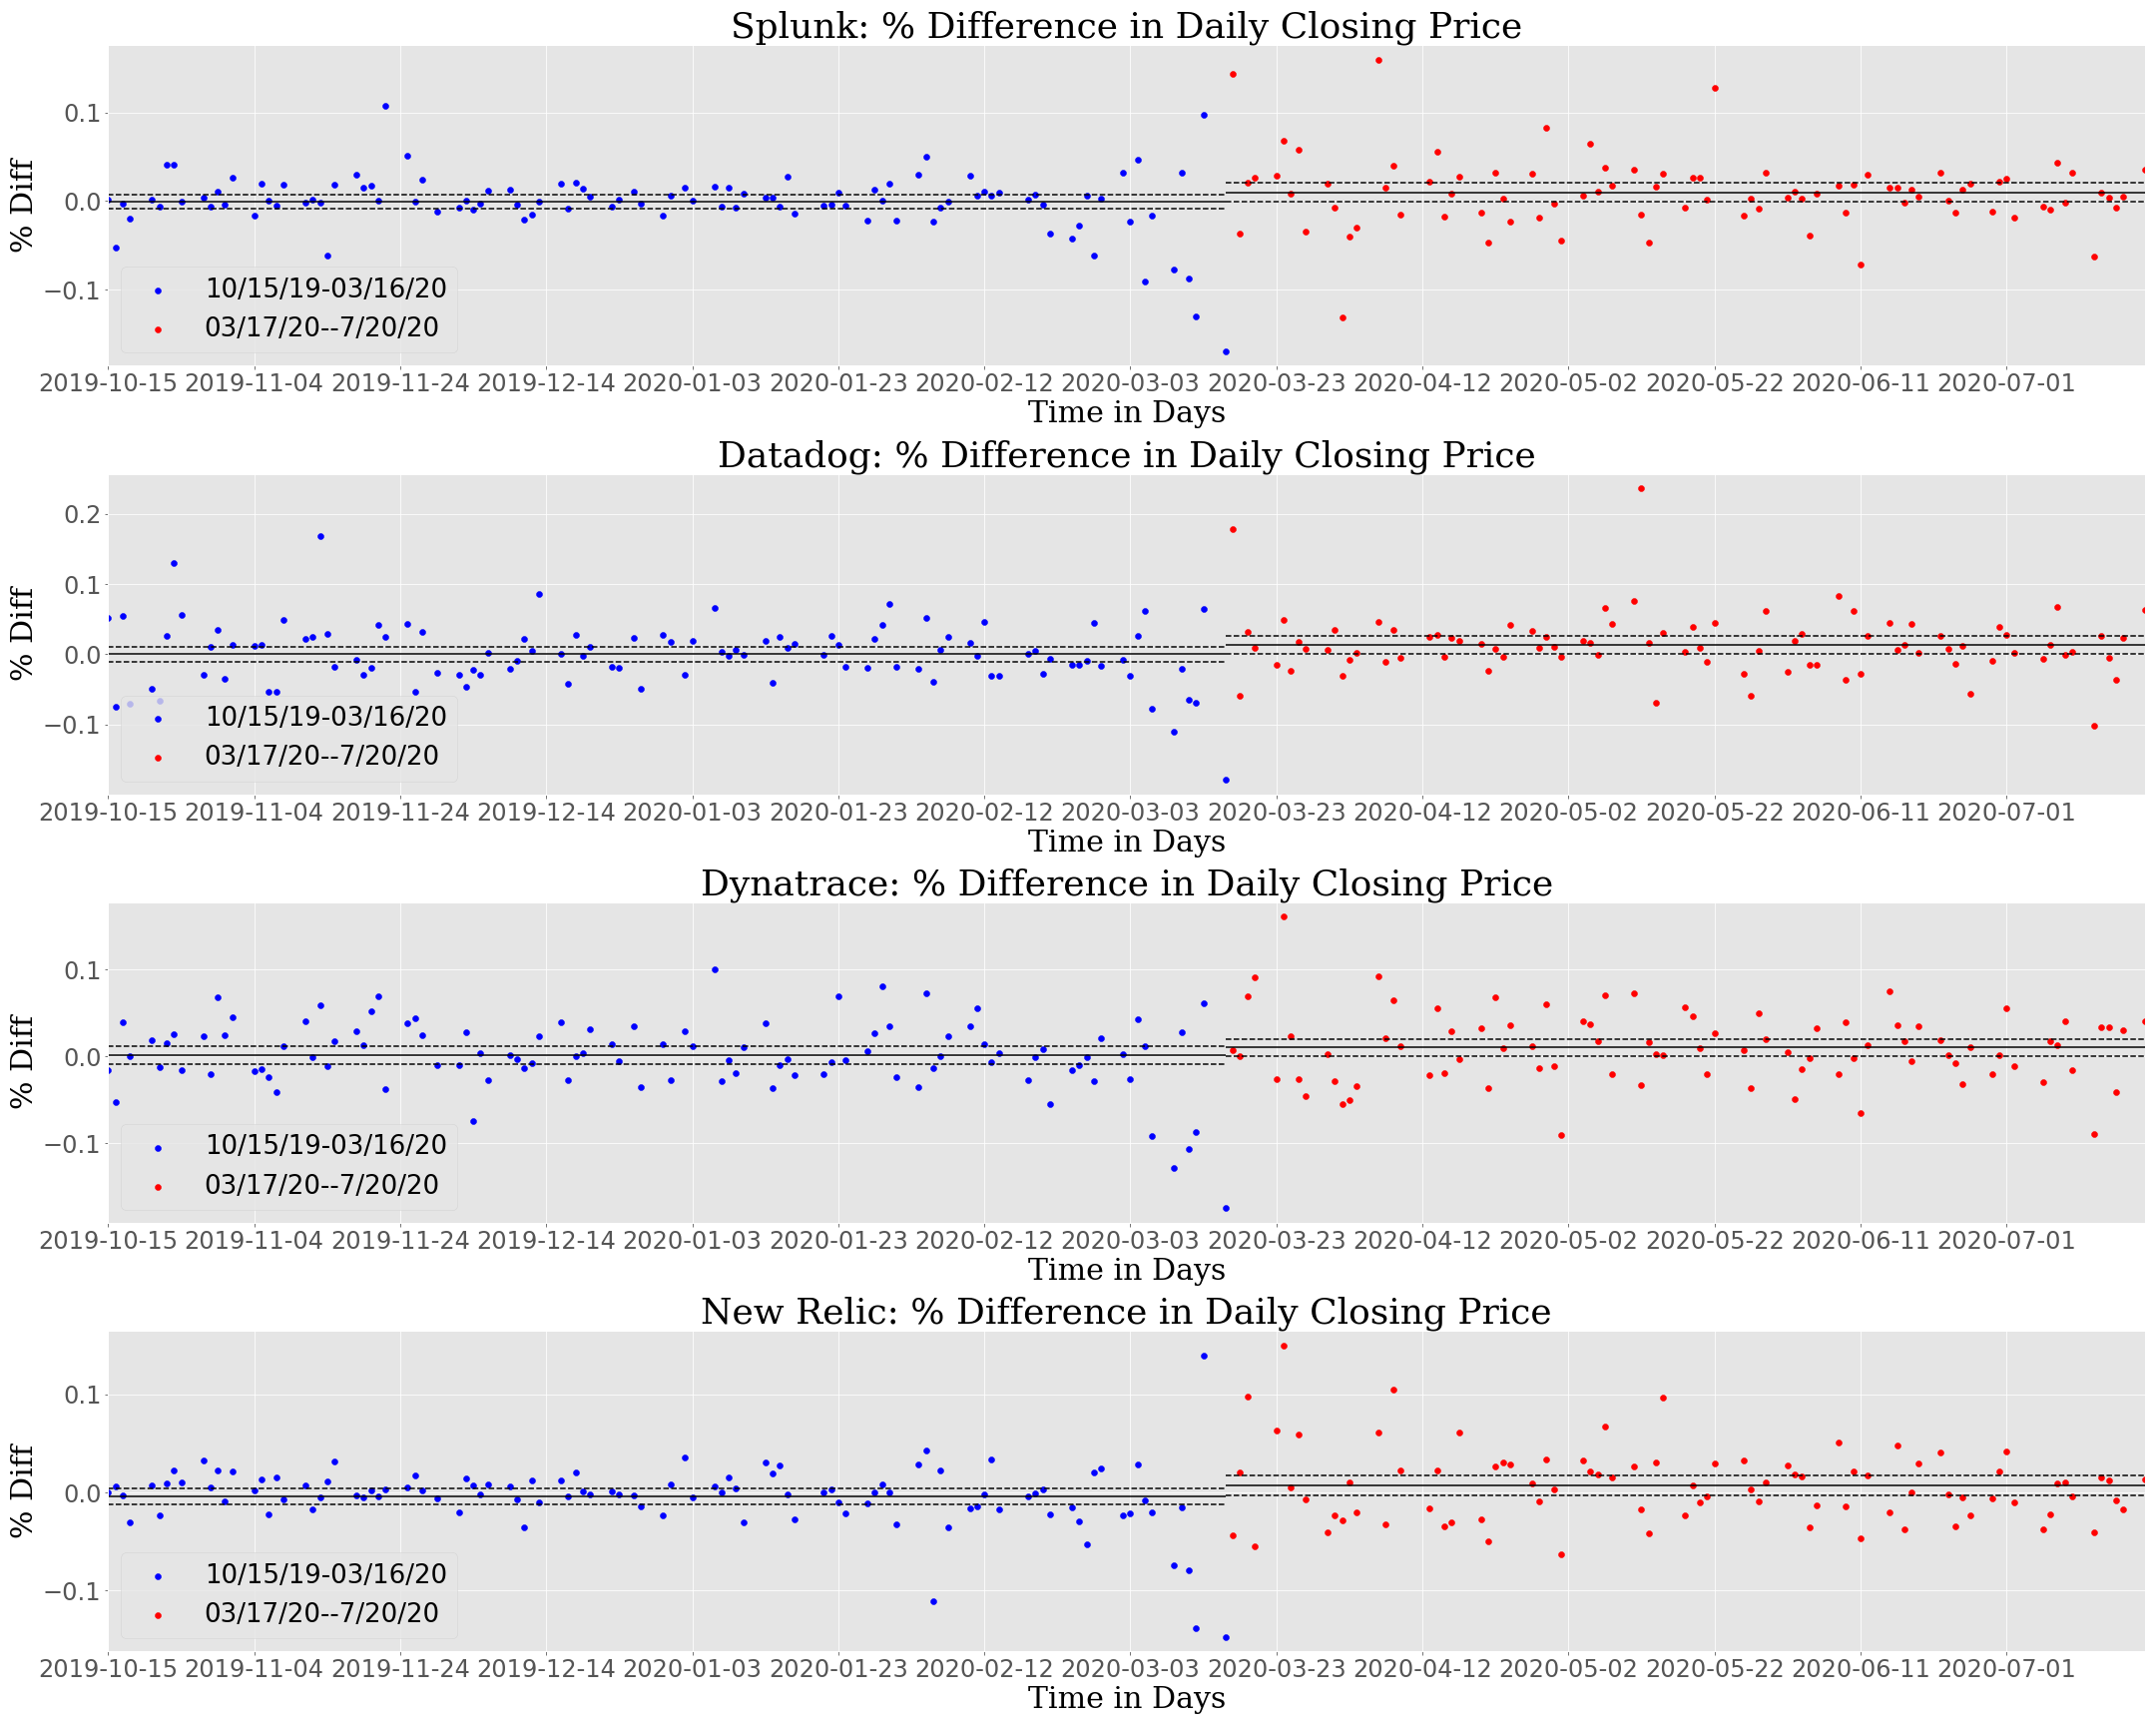 Splunk: % Difference in Daily Closing Price
% Diff
0.1
0.0
−0.1
10/15/19-03/16/20
03/17/20--7/20/20
2019-10-15 2019-11-04 2019-11-24 2019-12-14 2020-01-03 2020-01-23 2020-02-12 2020-03-03 2020-03-23 2020-04-12 2020-05-02 2020-05-22 2020-06-11 2020-07-01
Time in Days
Datadog: % Difference in Daily Closing Price
% Diff
0.2
0.1
0.0
−0.1
10/15/19-03/16/20
03/17/20--7/20/20
2019-10-15 2019-11-04 2019-11-24 2019-12-14 2020-01-03 2020-01-23 2020-02-12 2020-03-03 2020-03-23 2020-04-12 2020-05-02 2020-05-22 2020-06-11 2020-07-01
Time in Days
Dynatrace: % Difference in Daily Closing Price
% Diff
0.1
0.0
−0.1
10/15/19-03/16/20
03/17/20--7/20/20
2019-10-15 2019-11-04 2019-11-24 2019-12-14 2020-01-03 2020-01-23 2020-02-12 2020-03-03 2020-03-23 2020-04-12 2020-05-02 2020-05-22 2020-06-11 2020-07-01
Time in Days
New Relic: % Difference in Daily Closing Price
% Diff
0.1
0.0
−0.1
10/15/19-03/16/20
03/17/20--7/20/20
2019-10-15 2019-11-04 2019-11-24 2019-12-14 2020-01-03 2020-01-23 2020-02-12 2020-03-03 2020-03-23 2020-04-12 2020-05-02 2020-05-22 2020-06-11 2020-07-01
Time in Days